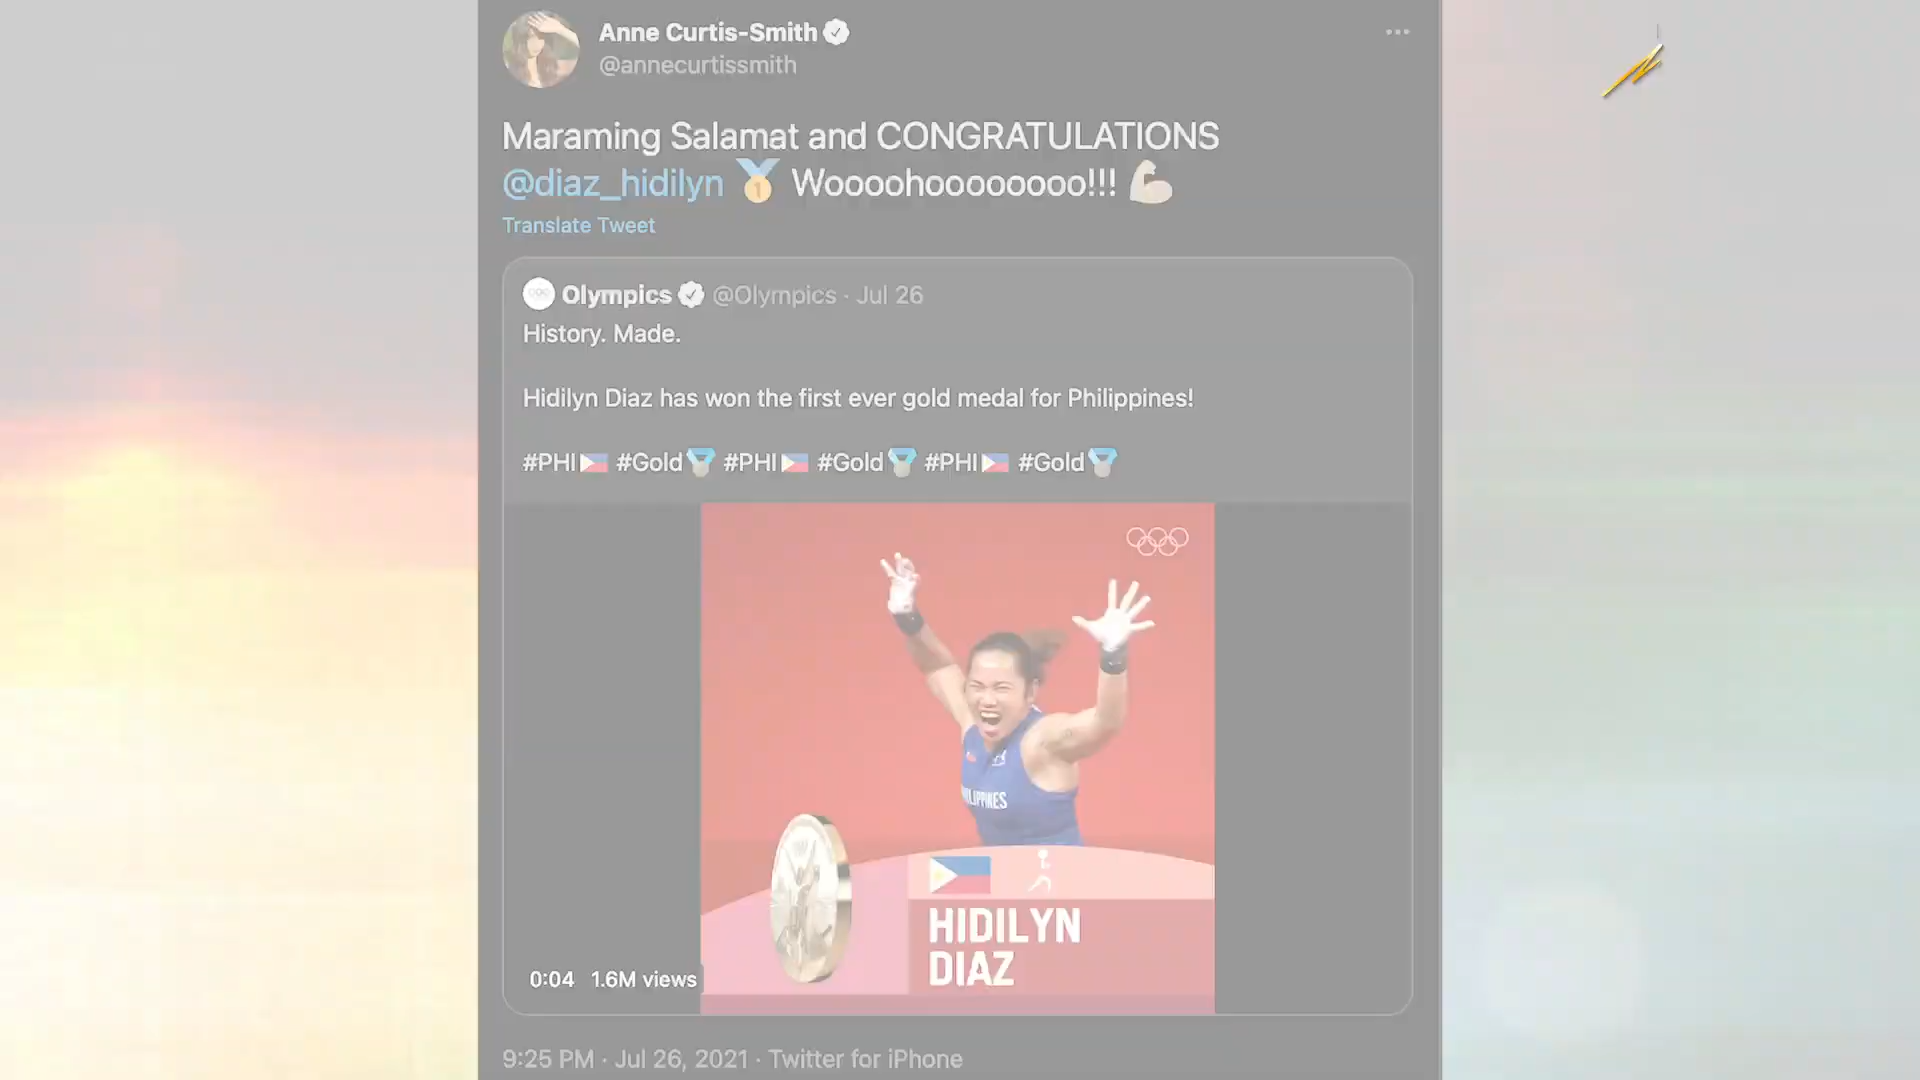 Anne Curtis-Smith
@annecurtissmith
Maraming Salamat and CONGRATULATIONS
@diaz_hidilyn 🥇 Woooohoooooooo!!! 💪
Translate Tweet
Olympics @Olympics · Jul 26
History. Made.
Hidilyn Diaz has won the first ever gold medal for Philippines!
#PHI🇵🇭 #Gold🏅 #PHI🇵🇭 #Gold🏅 #PHI🇵🇭 #Gold🏅
HIDILYN
DIAZ
0:04 1.6M views
9:25 PM · Jul 26, 2021 · Twitter for iPhone